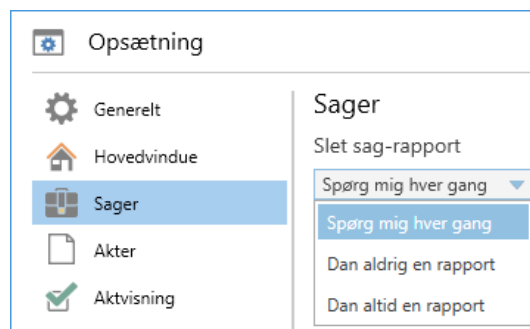 Opsætning
Generelt
Hovedvindue
Sager
Akter
Aktvisning
Sager
Slet sag-rapport
Spørg mig hver gang
Spørg mig hver gang
Dan aldrig en rapport
Dan altid en rapport